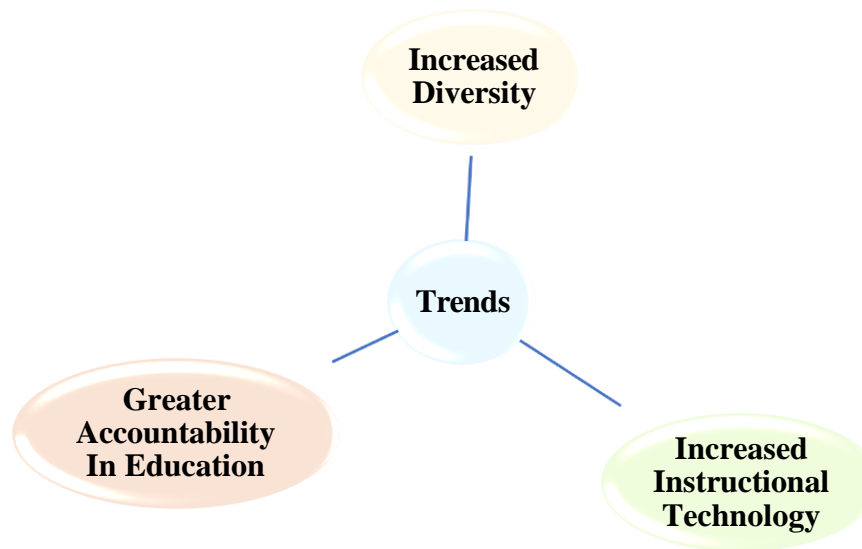 Increased
Diversity
Trends
Greater
Accountability
In Education
Increased
Instructional
Technology